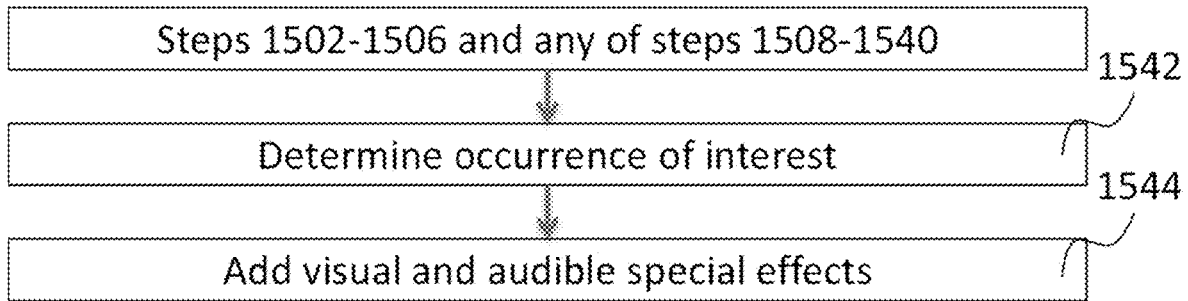 Steps 1502-1506 and any of steps 1508-1540
1542
Determine occurrence of interest
1544
Add visual and audible special effects